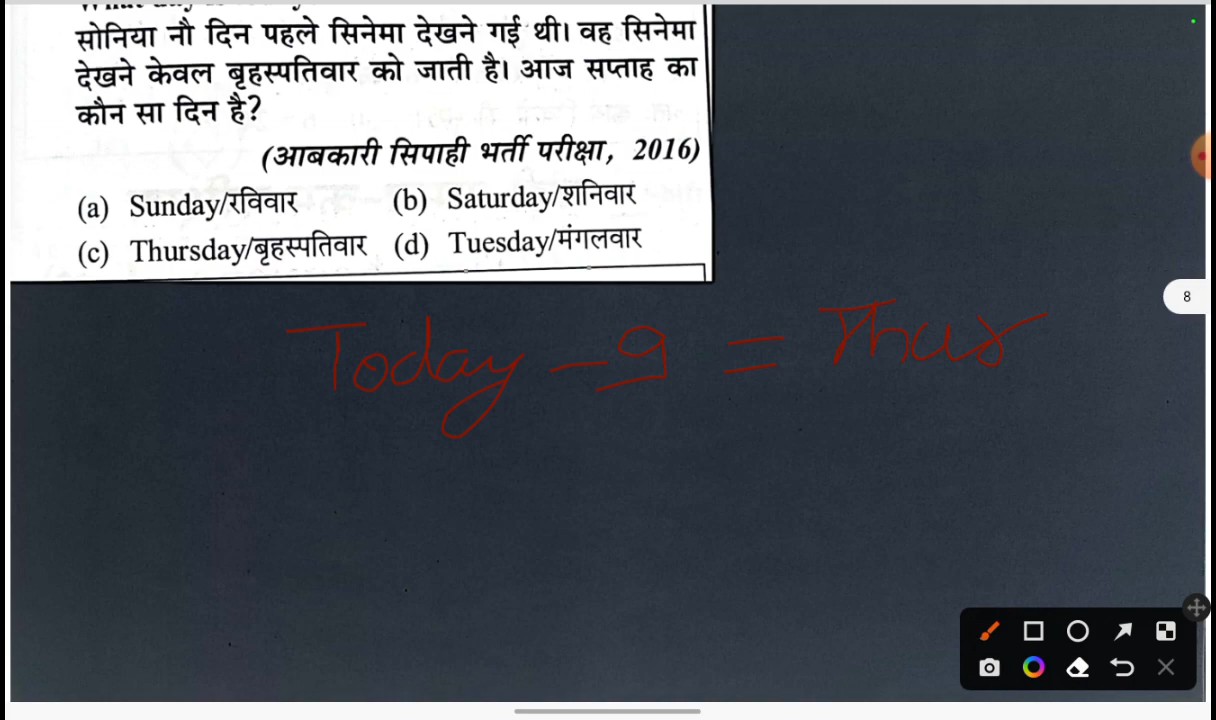 सोनिया नौ दिन पहले सिनेमा देखने गई थी। वह सिनेमा
देखने केवल बृहस्पतिवार को जाती है। आज सप्ताह का
कौन सा दिन है?
(आबकारी सिपाही भर्ती परीक्षा, 2016)
(a) Sunday/रविवार (b) Saturday/शनिवार
(c) Thursday/बृहस्पतिवार (d) Tuesday/मंगलवार
Today - 9 = Thus
8